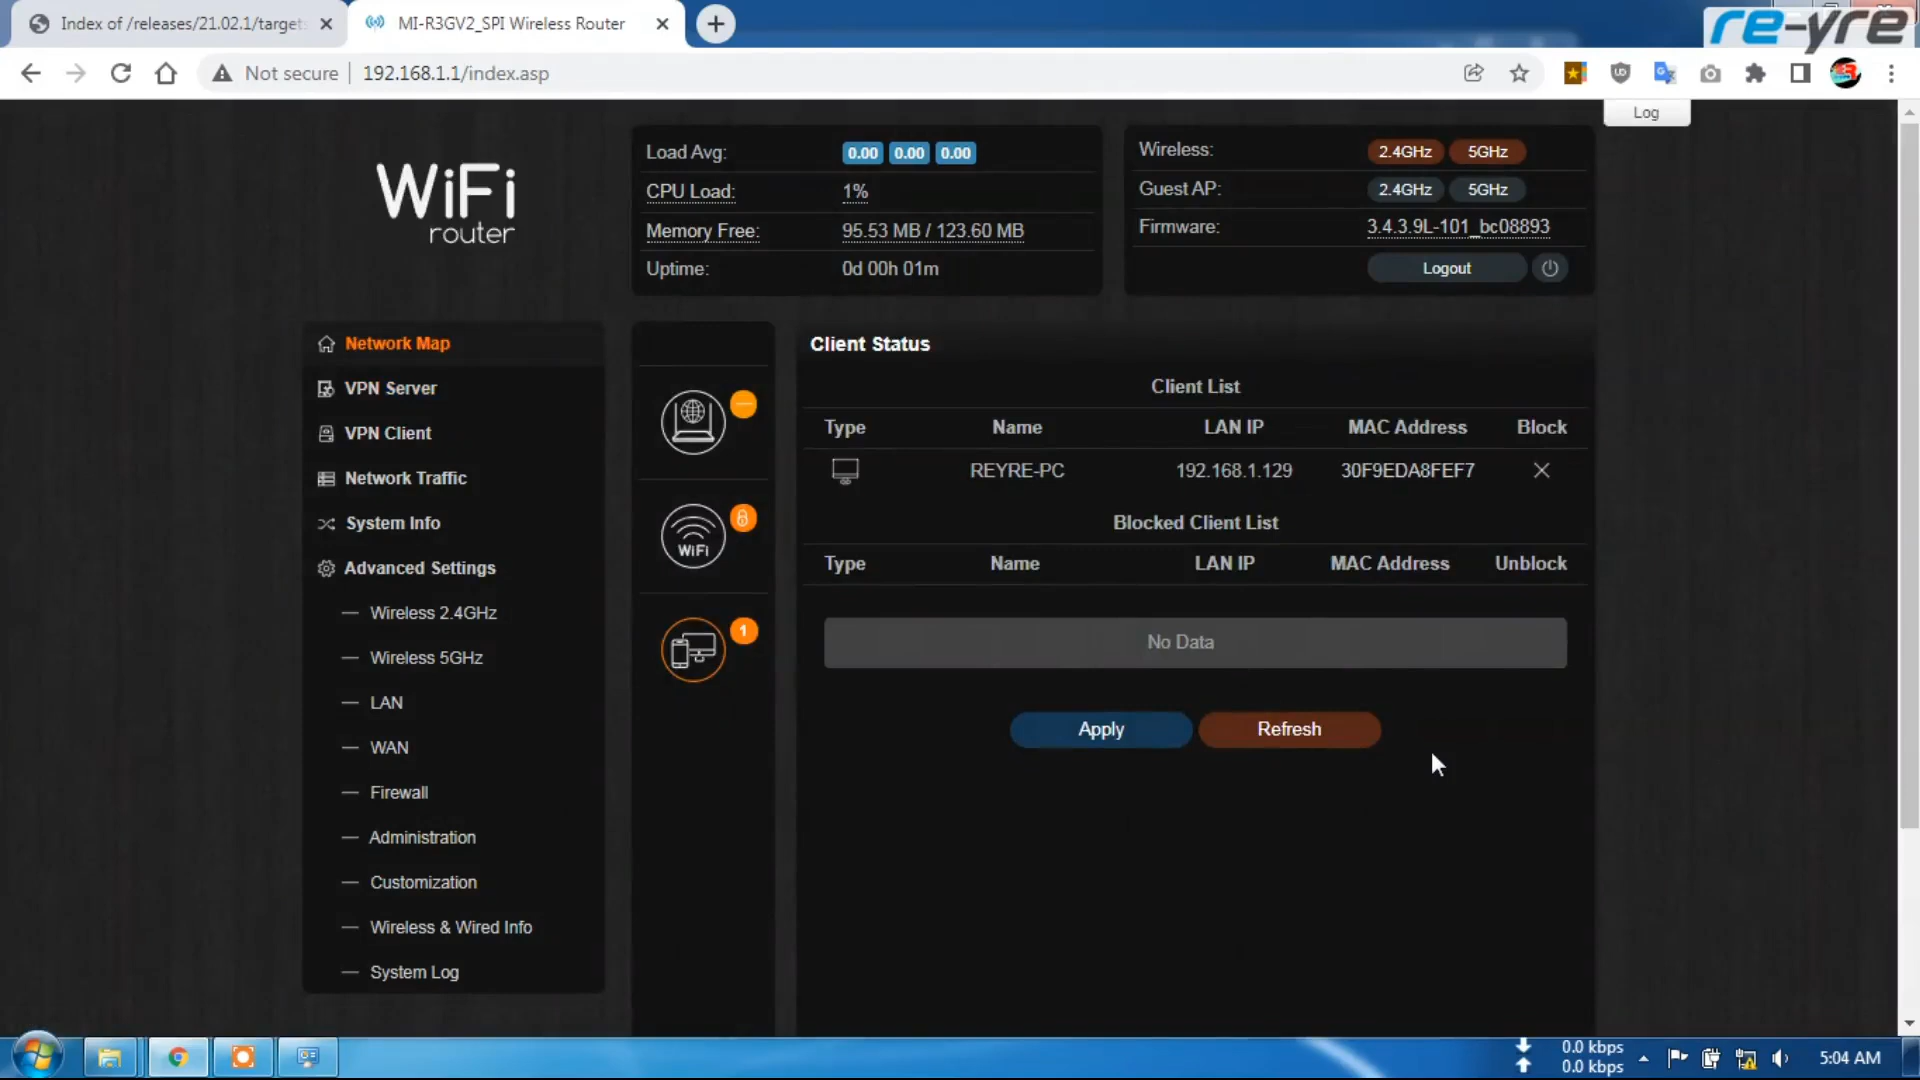 Index of /releases/21.02.1/targets
MI-R3GV2_SPI Wireless Router
re-yre
Not secure
192.168.1.1/index.asp
Log
WiFi
router
Load Avg:
0.00 0.00 0.00
CPU Load:
1%
Memory Free:
95.53 MB / 123.60 MB
Uptime:
0d 00h 01m
Wireless:
2.4GHz 5GHz
Guest AP:
2.4GHz 5GHz
Firmware:
3.4.3.9L-101_bc08893
Logout
Network Map
VPN Server
VPN Client
Network Traffic
System Info
Advanced Settings
Wireless 2.4GHz
Wireless 5GHz
LAN
WAN
Firewall
Administration
Customization
Wireless & Wired Info
System Log
WiFi
1
Client Status
Client List
Type Name LAN IP MAC Address Block
REYRE-PC 192.168.1.129 30F9EDA8FEF7
Blocked Client List
Type Name LAN IP MAC Address Unblock
No Data
Apply Refresh
0.0 kbps
0.0 kbps
5:04 AM